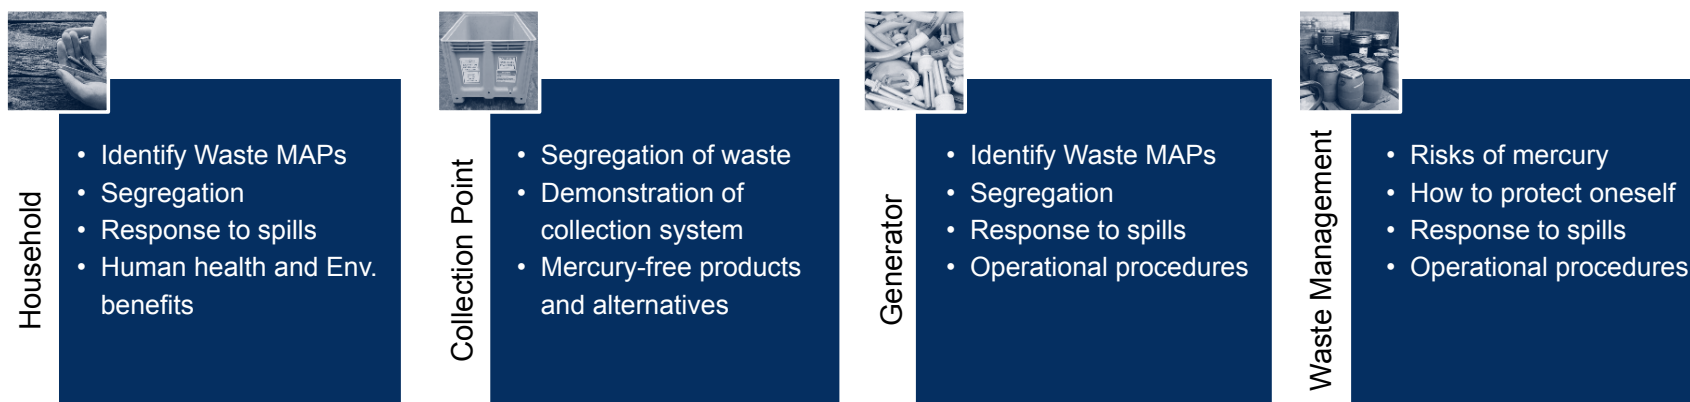 Household
• Identify Waste MAPs
• Segregation
• Response to spills
• Human health and Env.
benefits
Collection Point
• Segregation of waste
• Demonstration of
collection system
• Mercury-free products
and alternatives
Generator
• Identify Waste MAPs
• Segregation
• Response to spills
• Operational procedures
Waste Management
• Risks of mercury
• How to protect oneself
• Response to spills
• Operational procedures